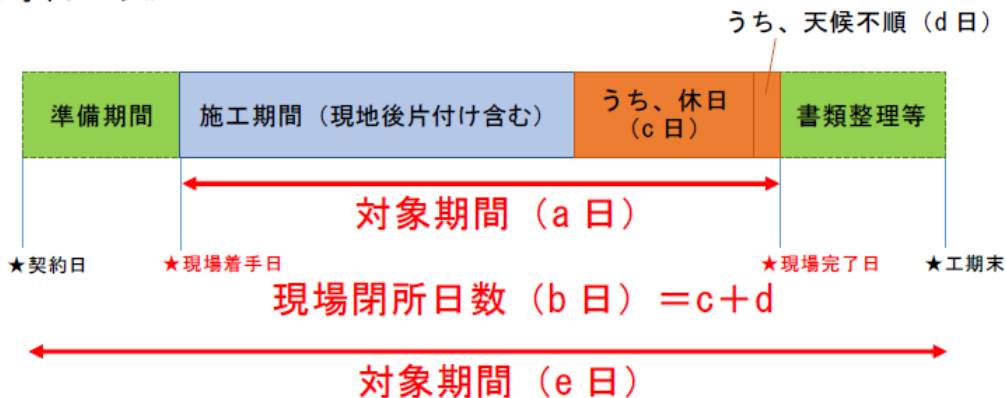 うち、天候不順（d 日）
準備期間
施工期間（現地後片付け含む）
うち、休日
（c 日）
書類整理等
対象期間（a 日）
★契約日
★現場着手日
★現場完了日
★工期末
現場閉所日数（b 日）＝c＋d
対象期間（e 日）